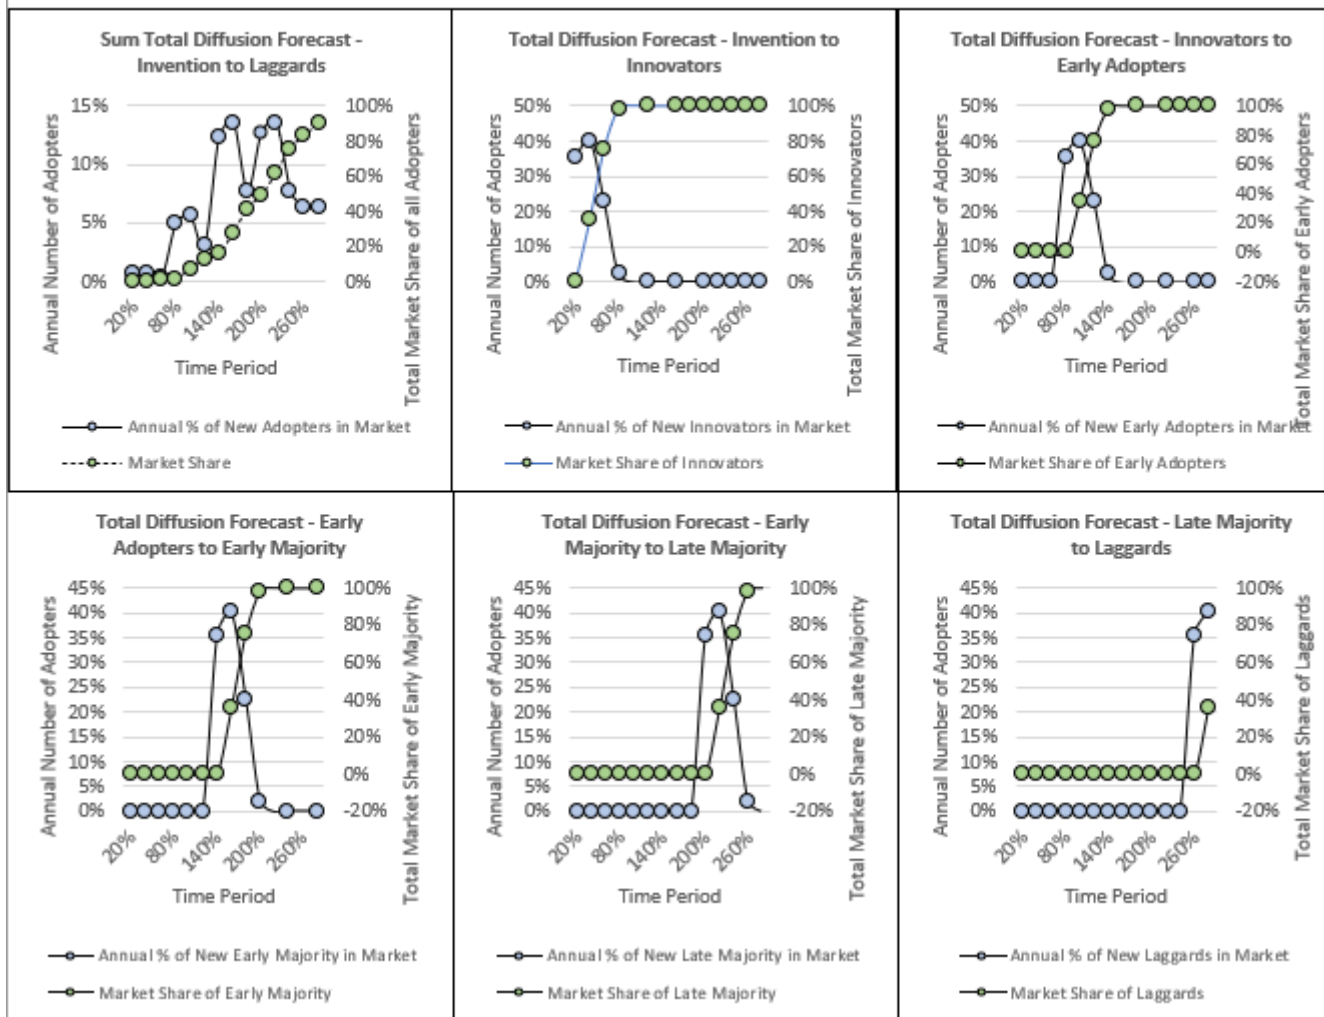 Sum Total Diffusion Forecast -
Invention to Laggards
Annual Number of Adopters
15%
10%
5%
0%
100%
80%
60%
40%
20%
0%
Total Market Share of all Adopters
20%
80%
140%
200%
260%
Time Period
Annual % of New Adopters in Market
Market Share
Total Diffusion Forecast - Invention to
Innovators
Annual Number of Adopters
50%
40%
30%
20%
10%
0%
100%
80%
60%
40%
20%
0%
Total Market Share of Innovators
20%
80%
140%
200%
260%
Time Period
Annual % of New Innovators in Market
Market Share of Innovators
Total Diffusion Forecast - Innovators to
Early Adopters
Annual Number of Adopters
50%
40%
30%
20%
10%
0%
100%
80%
60%
40%
20%
0%
-20%
Total Market Share of Early Adopters
20%
80%
140%
200%
260%
Time Period
Annual % of New Early Adopters in Market
Market Share of Early Adopters
Total Diffusion Forecast - Early
Adopters to Early Majority
Annual Number of Adopters
45%
40%
35%
30%
25%
20%
15%
10%
5%
0%
100%
80%
60%
40%
20%
0%
-20%
Total Market Share of Early Majority
20%
80%
140%
200%
260%
Time Period
Annual % of New Early Majority in Market
Market Share of Early Majority
Total Diffusion Forecast - Early
Majority to Late Majority
Annual Number of Adopters
45%
40%
35%
30%
25%
20%
15%
10%
5%
0%
100%
80%
60%
40%
20%
0%
-20%
Total Market Share of Late Majority
20%
80%
140%
200%
260%
Time Period
Annual % of New Late Majority in Market
Market Share of Late Majority
Total Diffusion Forecast - Late Majority
to Laggards
Annual Number of Adopters
45%
40%
35%
30%
25%
20%
15%
10%
5%
0%
100%
80%
60%
40%
20%
0%
-20%
Total Market Share of Laggards
20%
80%
140%
200%
260%
Time Period
Annual % of New Laggards in Market
Market Share of Laggards